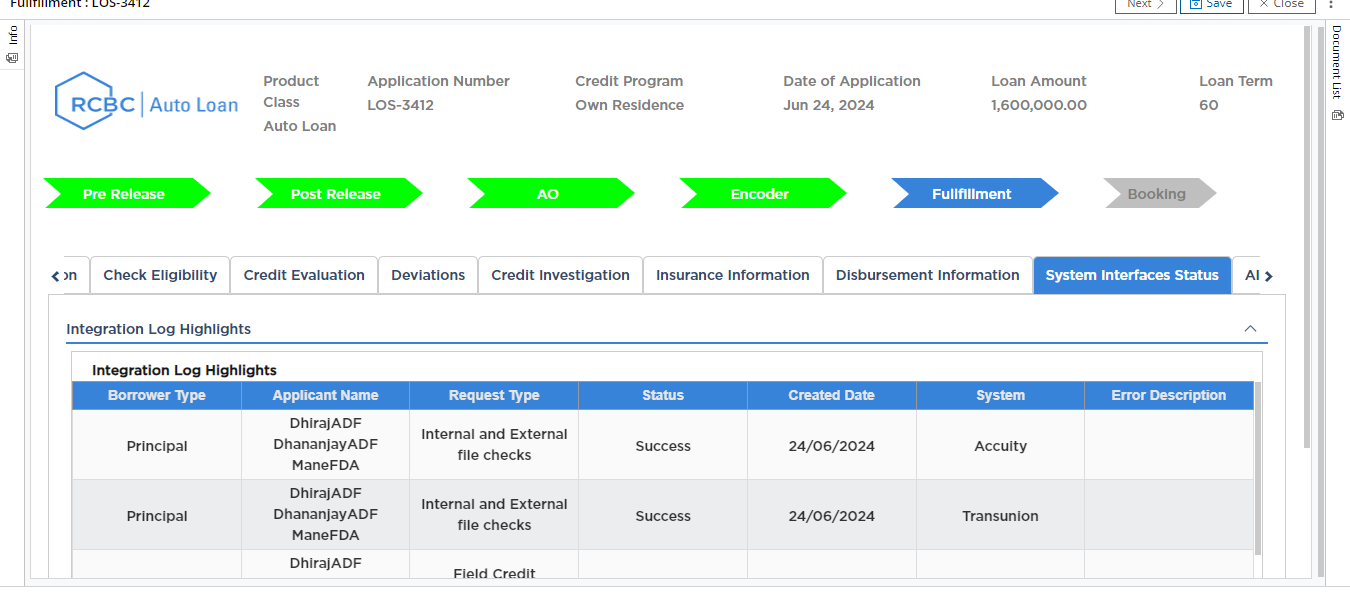 Fullfillment : LOS-3412
Next
Save
Close
Info
Document List
RCBC | Auto Loan
Product Class
Auto Loan
Application Number
LOS-3412
Credit Program
Own Residence
Date of Application
Jun 24, 2024
Loan Amount
1,600,000.00
Loan Term
60
Pre Release
Post Release
AO
Encoder
Fullfillment
Booking
on
Check Eligibility
Credit Evaluation
Deviations
Credit Investigation
Insurance Information
Disbursement Information
System Interfaces Status
Integration Log Highlights
Integration Log Highlights
Borrower Type Applicant Name Request Type Status Created Date System Error Description
Principal DhirajADF DhananjayADF ManeFDA Internal and External file checks Success 24/06/2024 Accuity
Principal DhirajADF DhananjayADF ManeFDA Internal and External file checks Success 24/06/2024 Transunion
DhirajADF Field Credit